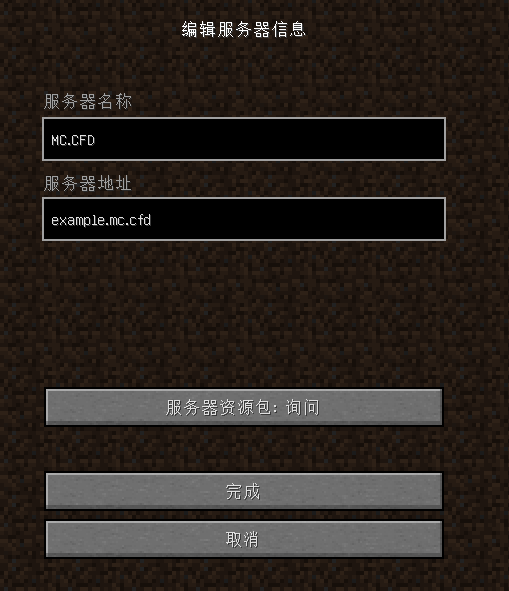 编辑服务器信息
服务器名称
MC.CFD
服务器地址
example.mc.cfd
服务器资源包: 询问
完成
取消